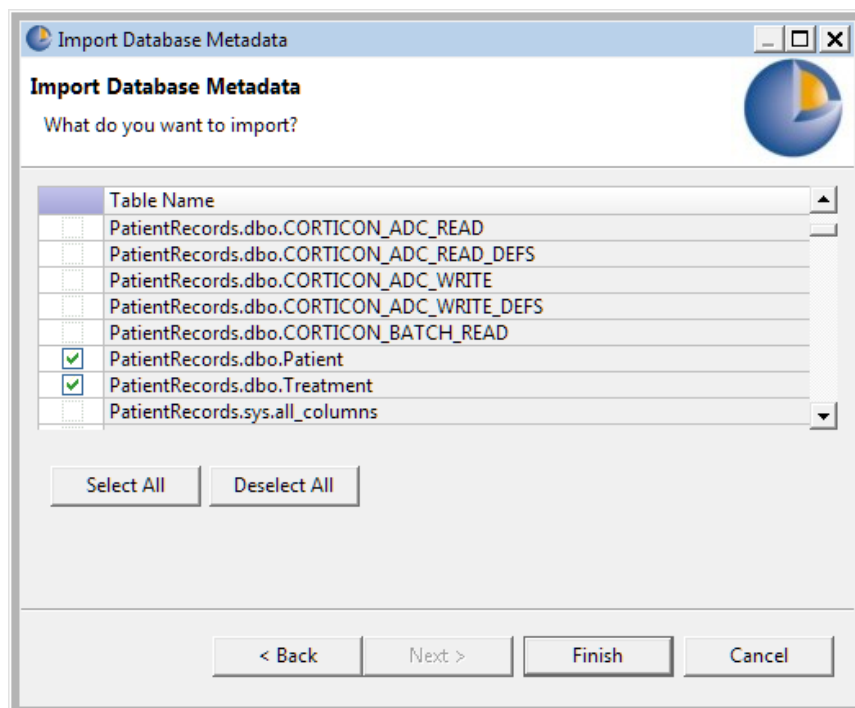 Import Database Metadata
Import Database Metadata
What do you want to import?
Table Name
PatientRecords.dbo.CORTICON_ADC_READ
PatientRecords.dbo.CORTICON_ADC_READ_DEFS
PatientRecords.dbo.CORTICON_ADC_WRITE
PatientRecords.dbo.CORTICON_ADC_WRITE_DEFS
PatientRecords.dbo.CORTICON_BATCH_READ
PatientRecords.dbo.Patient
PatientRecords.dbo.Treatment
PatientRecords.sys.all_columns
Select All Deselect All
< Back Next > Finish Cancel